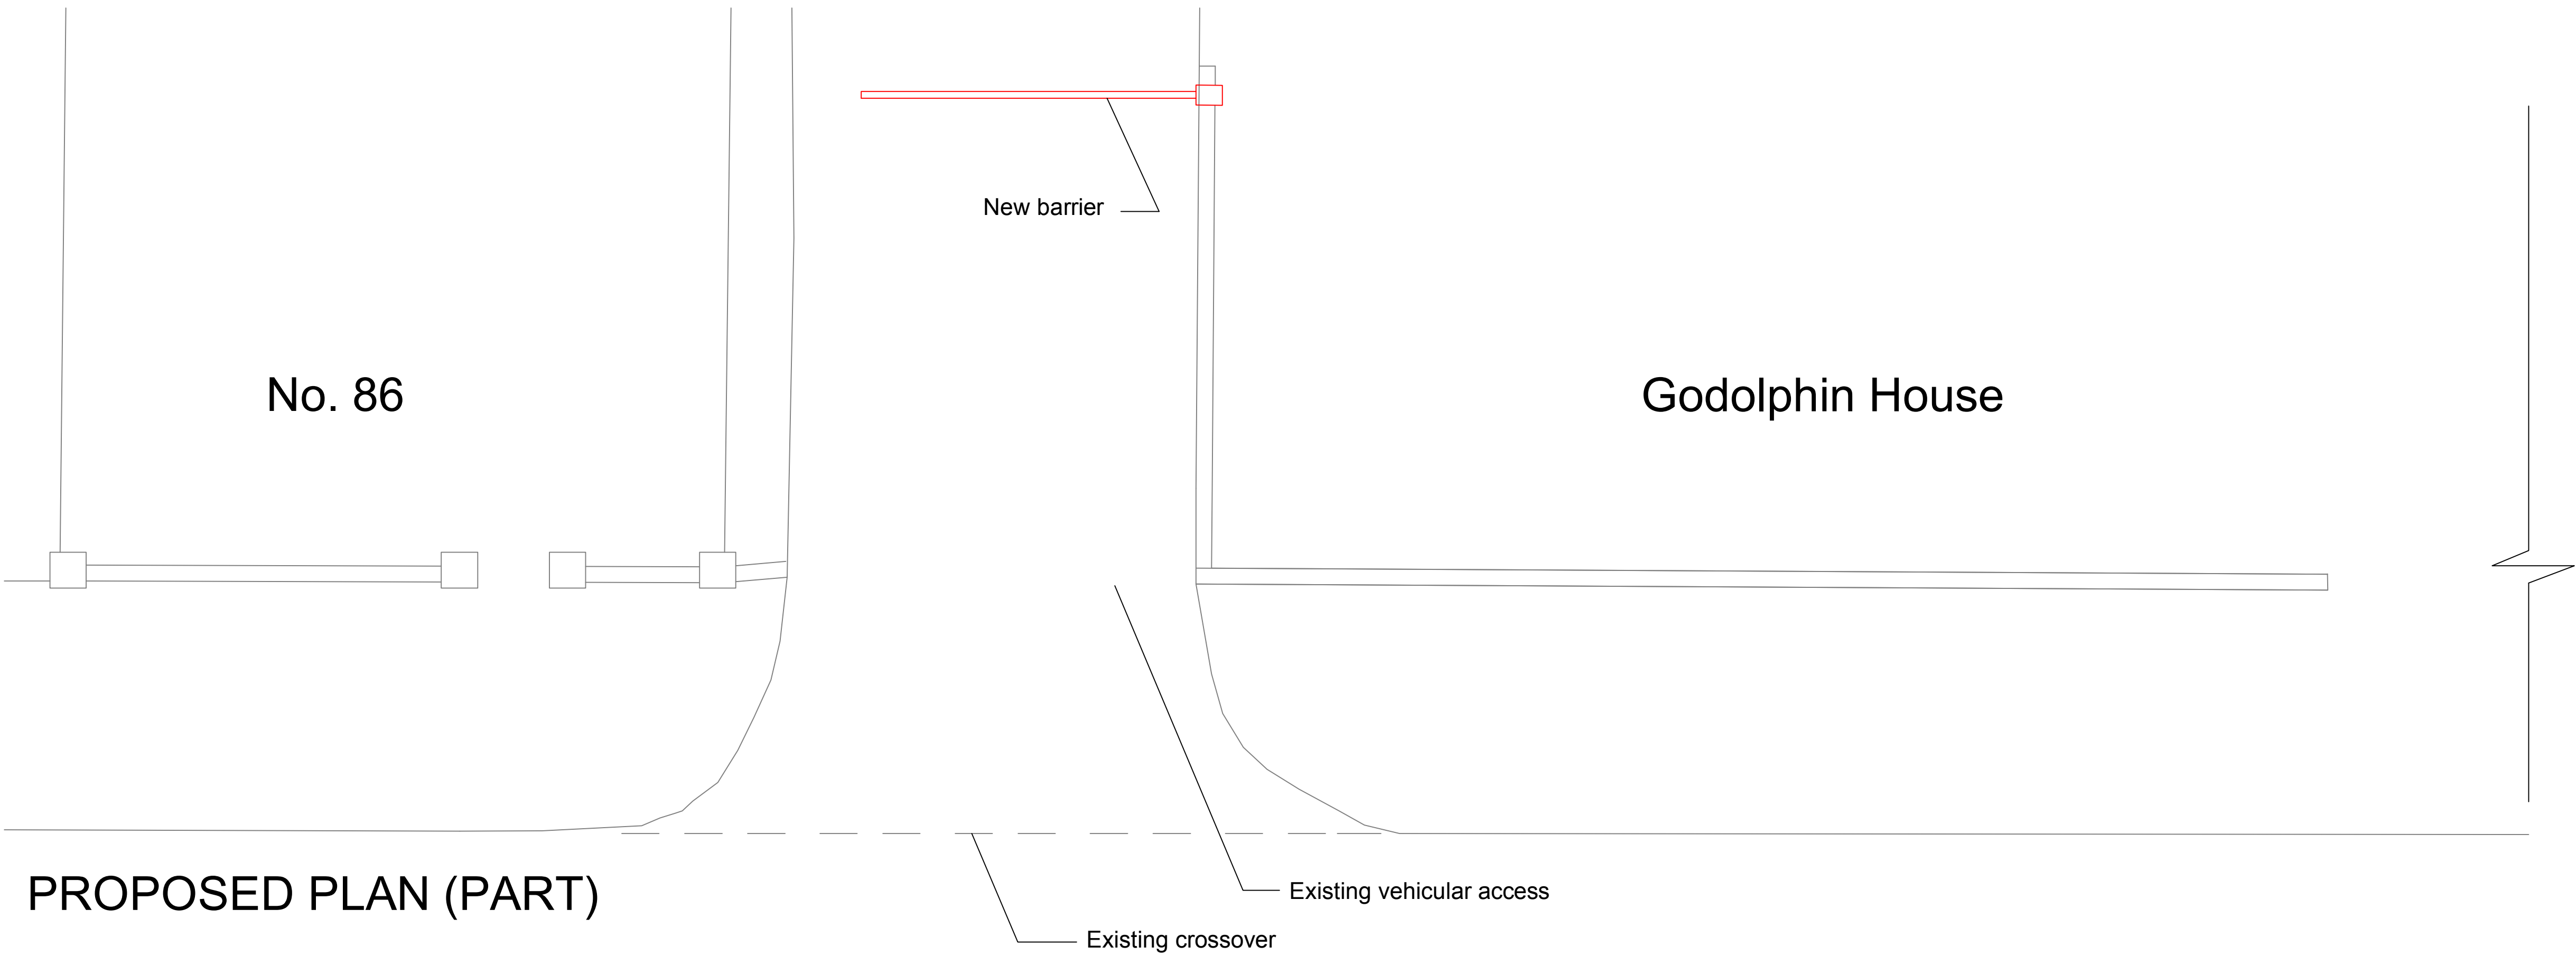 New barrier
No. 86
Godolphin House
PROPOSED PLAN (PART)
Existing vehicular access
Existing crossover